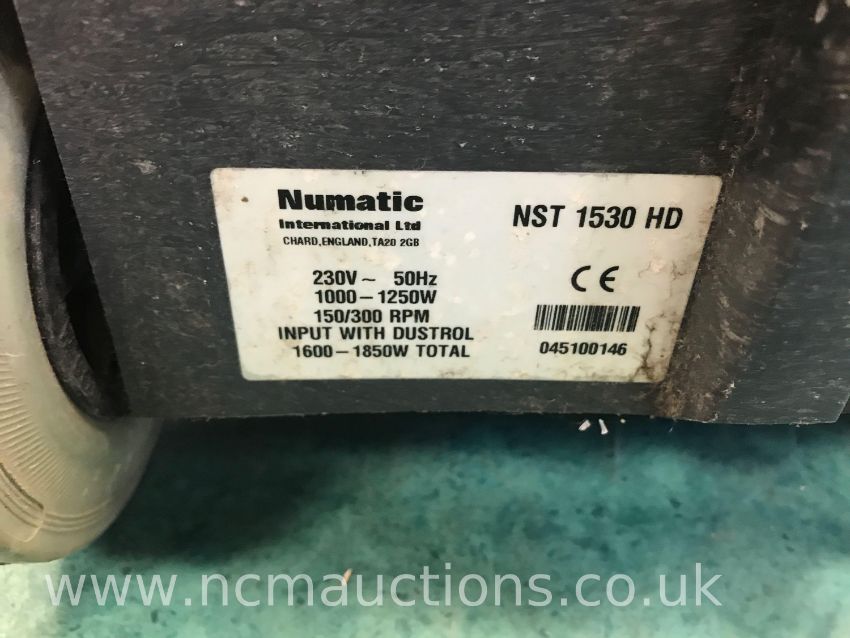 Numatic
International Ltd
CHARD, ENGLAND, TA20 2GB
NST 1530 HD
230V~ 50Hz
1000-1250W
150/300 RPM
INPUT WITH DUSTROL
1600-1850W TOTAL
CE
045100146
www.ncmauctions.co.uk